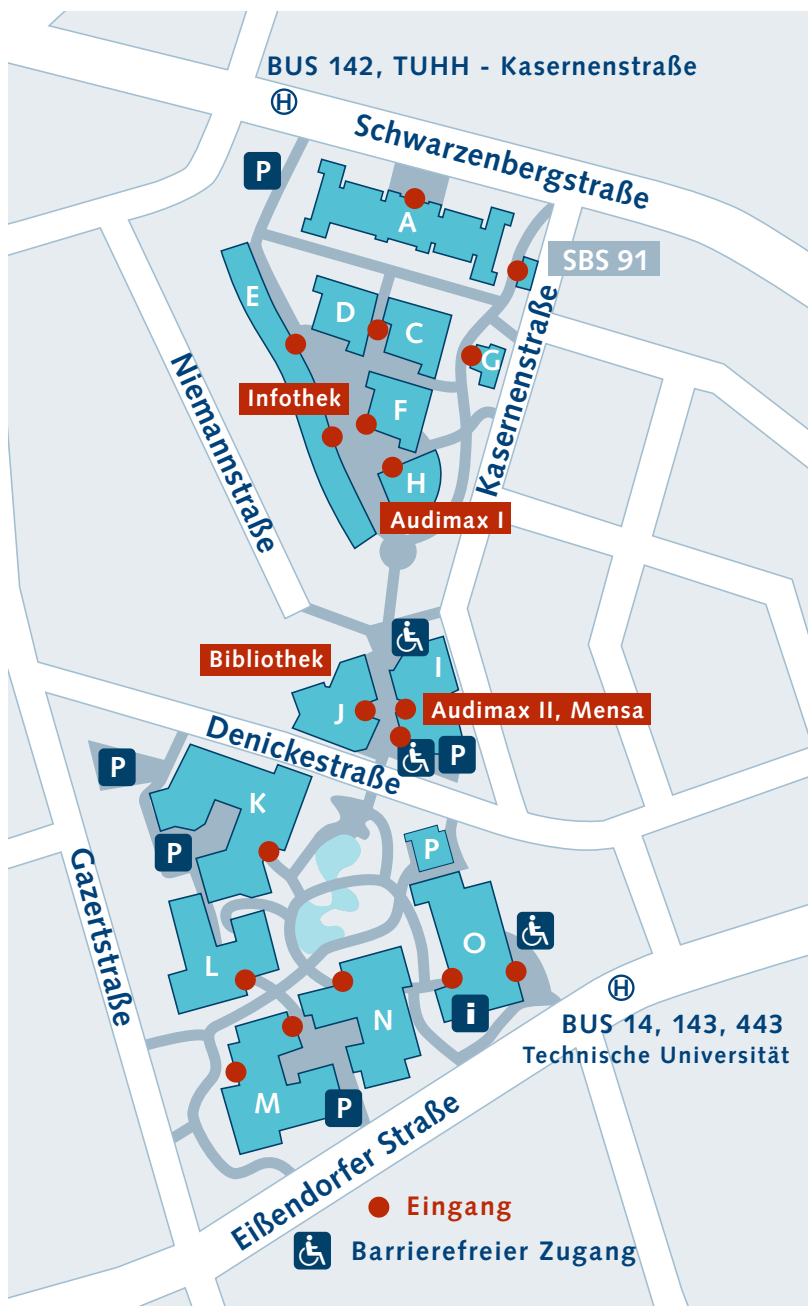 BUS 142, TUHH - Kasernenstraße
H
Schwarzenbergstraße
P
A
SBS 91
E
D
C
G
Niemannstraße
Infothek
F
Kasernenstraße
H
Audimax I
Bibliothek
I
J
Audimax II, Mensa
Denickestraße
P
P
K
P
P
Gazertstraße
L
O
N
i
H
BUS 14, 143, 443
Technische Universität
M
P
Eißendorfer Straße
Eingang
Barrierefreier Zugang